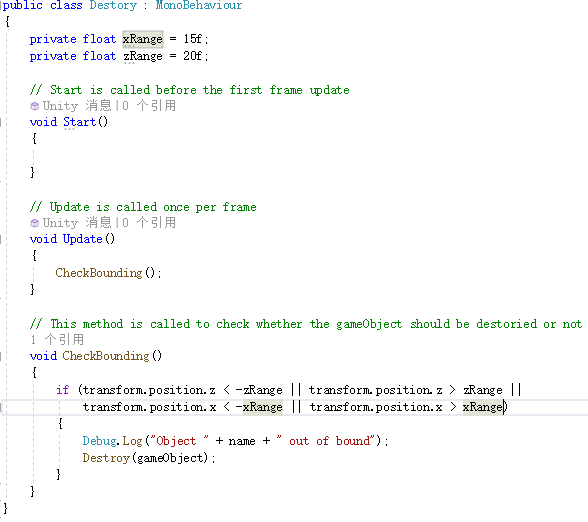 public class Destory : MonoBehaviour
{
private float xRange = 15f;
private float zRange = 20f;
// Start is called before the first frame update
Unity 消息|0 个引用
void Start()
{
}
// Update is called once per frame
Unity 消息|0 个引用
void Update()
{
CheckBounding();
}
// This method is called to check whether the gameObject should be destoried or not
1 个引用
void CheckBounding()
{
if (transform.position.z < -zRange || transform.position.z > zRange ||
transform.position.x < -xRange || transform.position.x > xRange)
{
Debug.Log("Object " + name + " out of bound");
Destroy(gameObject);
}
}
}